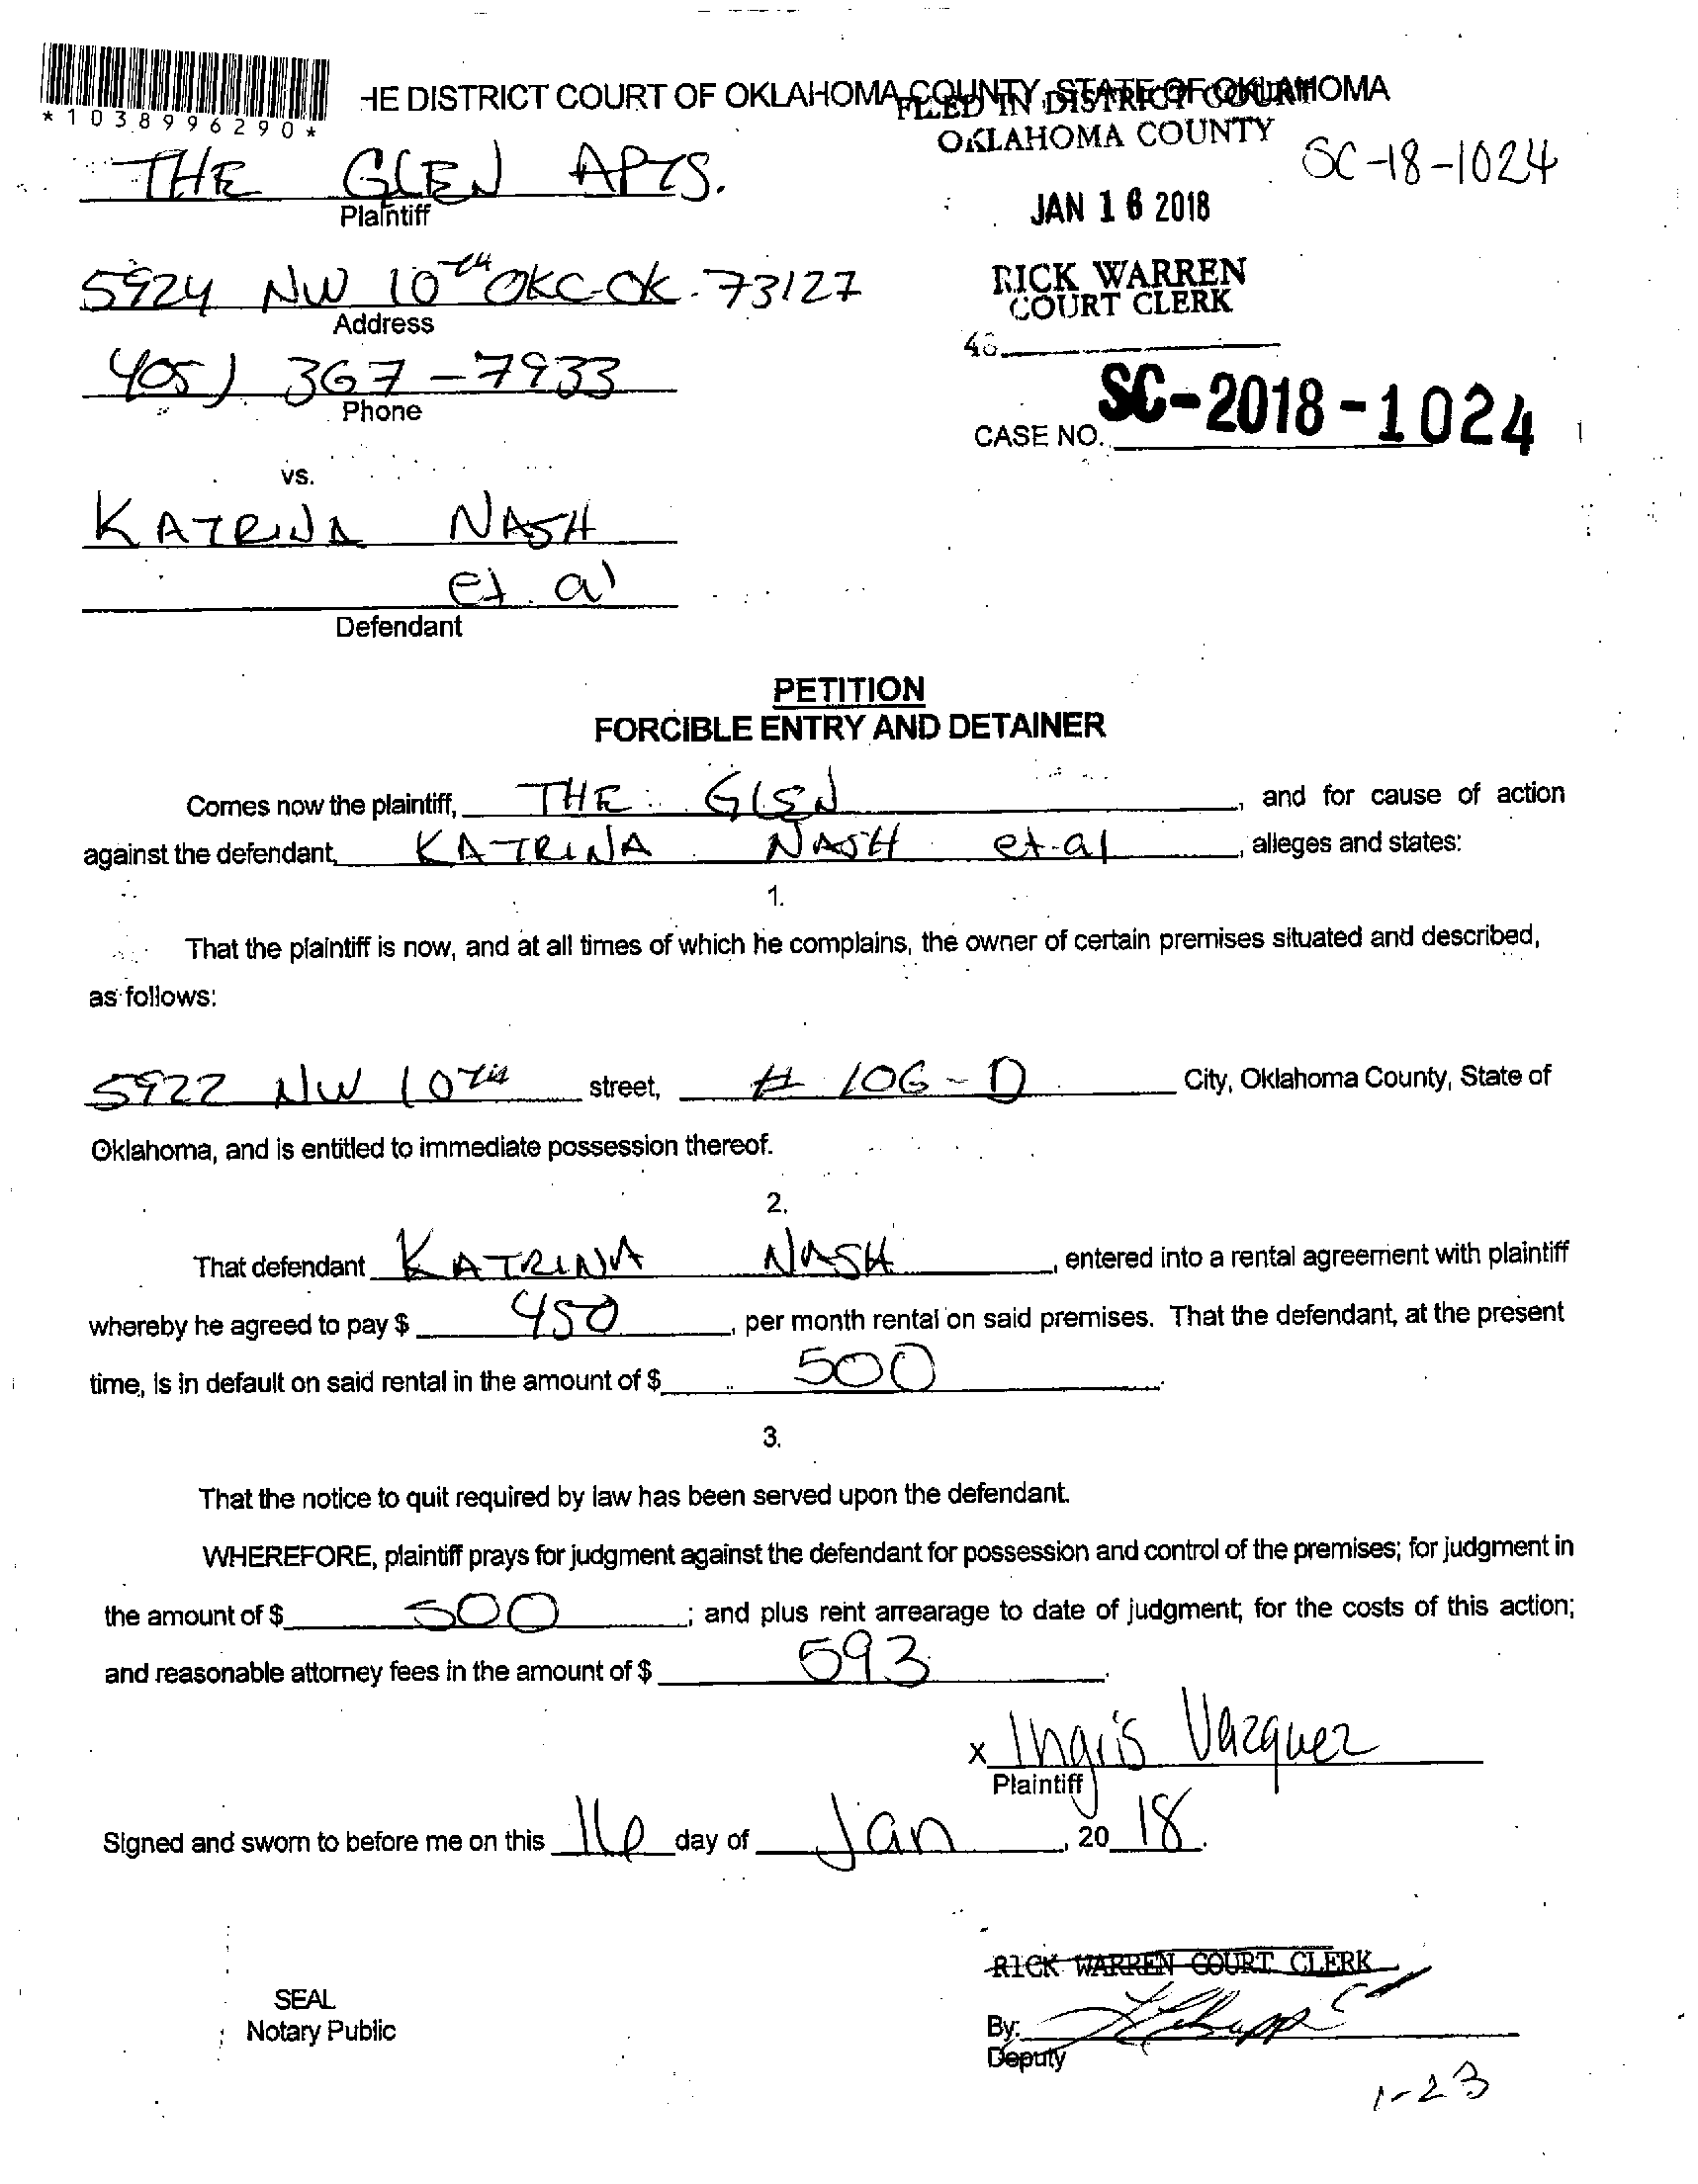 *1038996290*
HE DISTRICT COURT OF OKLAHOMA COUNTY, STATE OF OKLAHOMA
FILED IN DISTRICT COURT
OKLAHOMA COUNTY
SC-18-1024
THE GLEN APTS.
Plaintiff
JAN 16 2018
5924 NW 10TH OKC-OK. 73127
Address
RICK WARREN
COURT CLERK
405) 367-7933
Phone
CASE NO. SC-2018-1024
vs.
KATRINA NASH
et. al
Defendant
PETITION
FORCIBLE ENTRY AND DETAINER
Comes now the plaintiff, THE GLEN, and for cause of action
against the defendant, KATRINA NASH et-al, alleges and states:
1.
That the plaintiff is now, and at all times of which he complains, the owner of certain premises situated and described,
as follows:
5922 NW 10TH street, # 106-D City, Oklahoma County, State of
Oklahoma, and is entitled to immediate possession thereof.
2.
That defendant KATRINA NASH, entered into a rental agreement with plaintiff
whereby he agreed to pay $ 450, per month rental on said premises. That the defendant, at the present
time, is in default on said rental in the amount of $ 500.
3.
That the notice to quit required by law has been served upon the defendant.
WHEREFORE, plaintiff prays for judgment against the defendant for possession and control of the premises; for judgment in
the amount of $ 500; and plus rent arrearage to date of judgment; for the costs of this action;
and reasonable attorney fees in the amount of $ 593.
x Ingris Vazquez
Plaintiff
Signed and sworn to before me on this 16 day of Jan, 20 18.
RICK WARREN COURT CLERK
SEAL
Notary Public
By:
Deputy
1-23